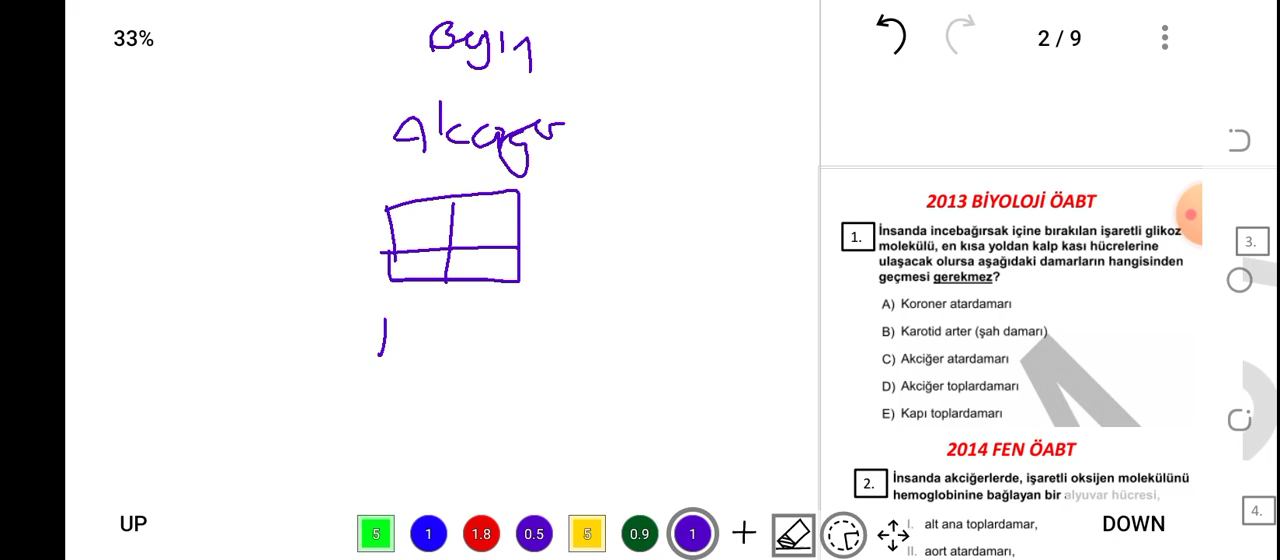 33%
Beyin
Akciğer
2 / 9
2013 BİYOLOJİ ÖABT
1. İnsanda incebağırsak içine bırakılan işaretli glikoz
molekülü, en kısa yoldan kalp kası hücrelerine
ulaşacak olursa aşağıdaki damarların hangisinden
geçmesi gerekmez?
A) Koroner atardamarı
B) Karotid arter (şah damarı)
C) Akciğer atardamarı
D) Akciğer toplardamarı
E) Kapı toplardamarı
2014 FEN ÖABT
2. İnsanda akciğerlerde, işaretli oksijen molekülünü
hemoglobinine bağlayan bir alyuvar hücresi,
I. alt ana toplardamar,
II. aort atardamarı,
3.
4.
UP
5 1 1.8 0.5 5 0.9 1
DOWN